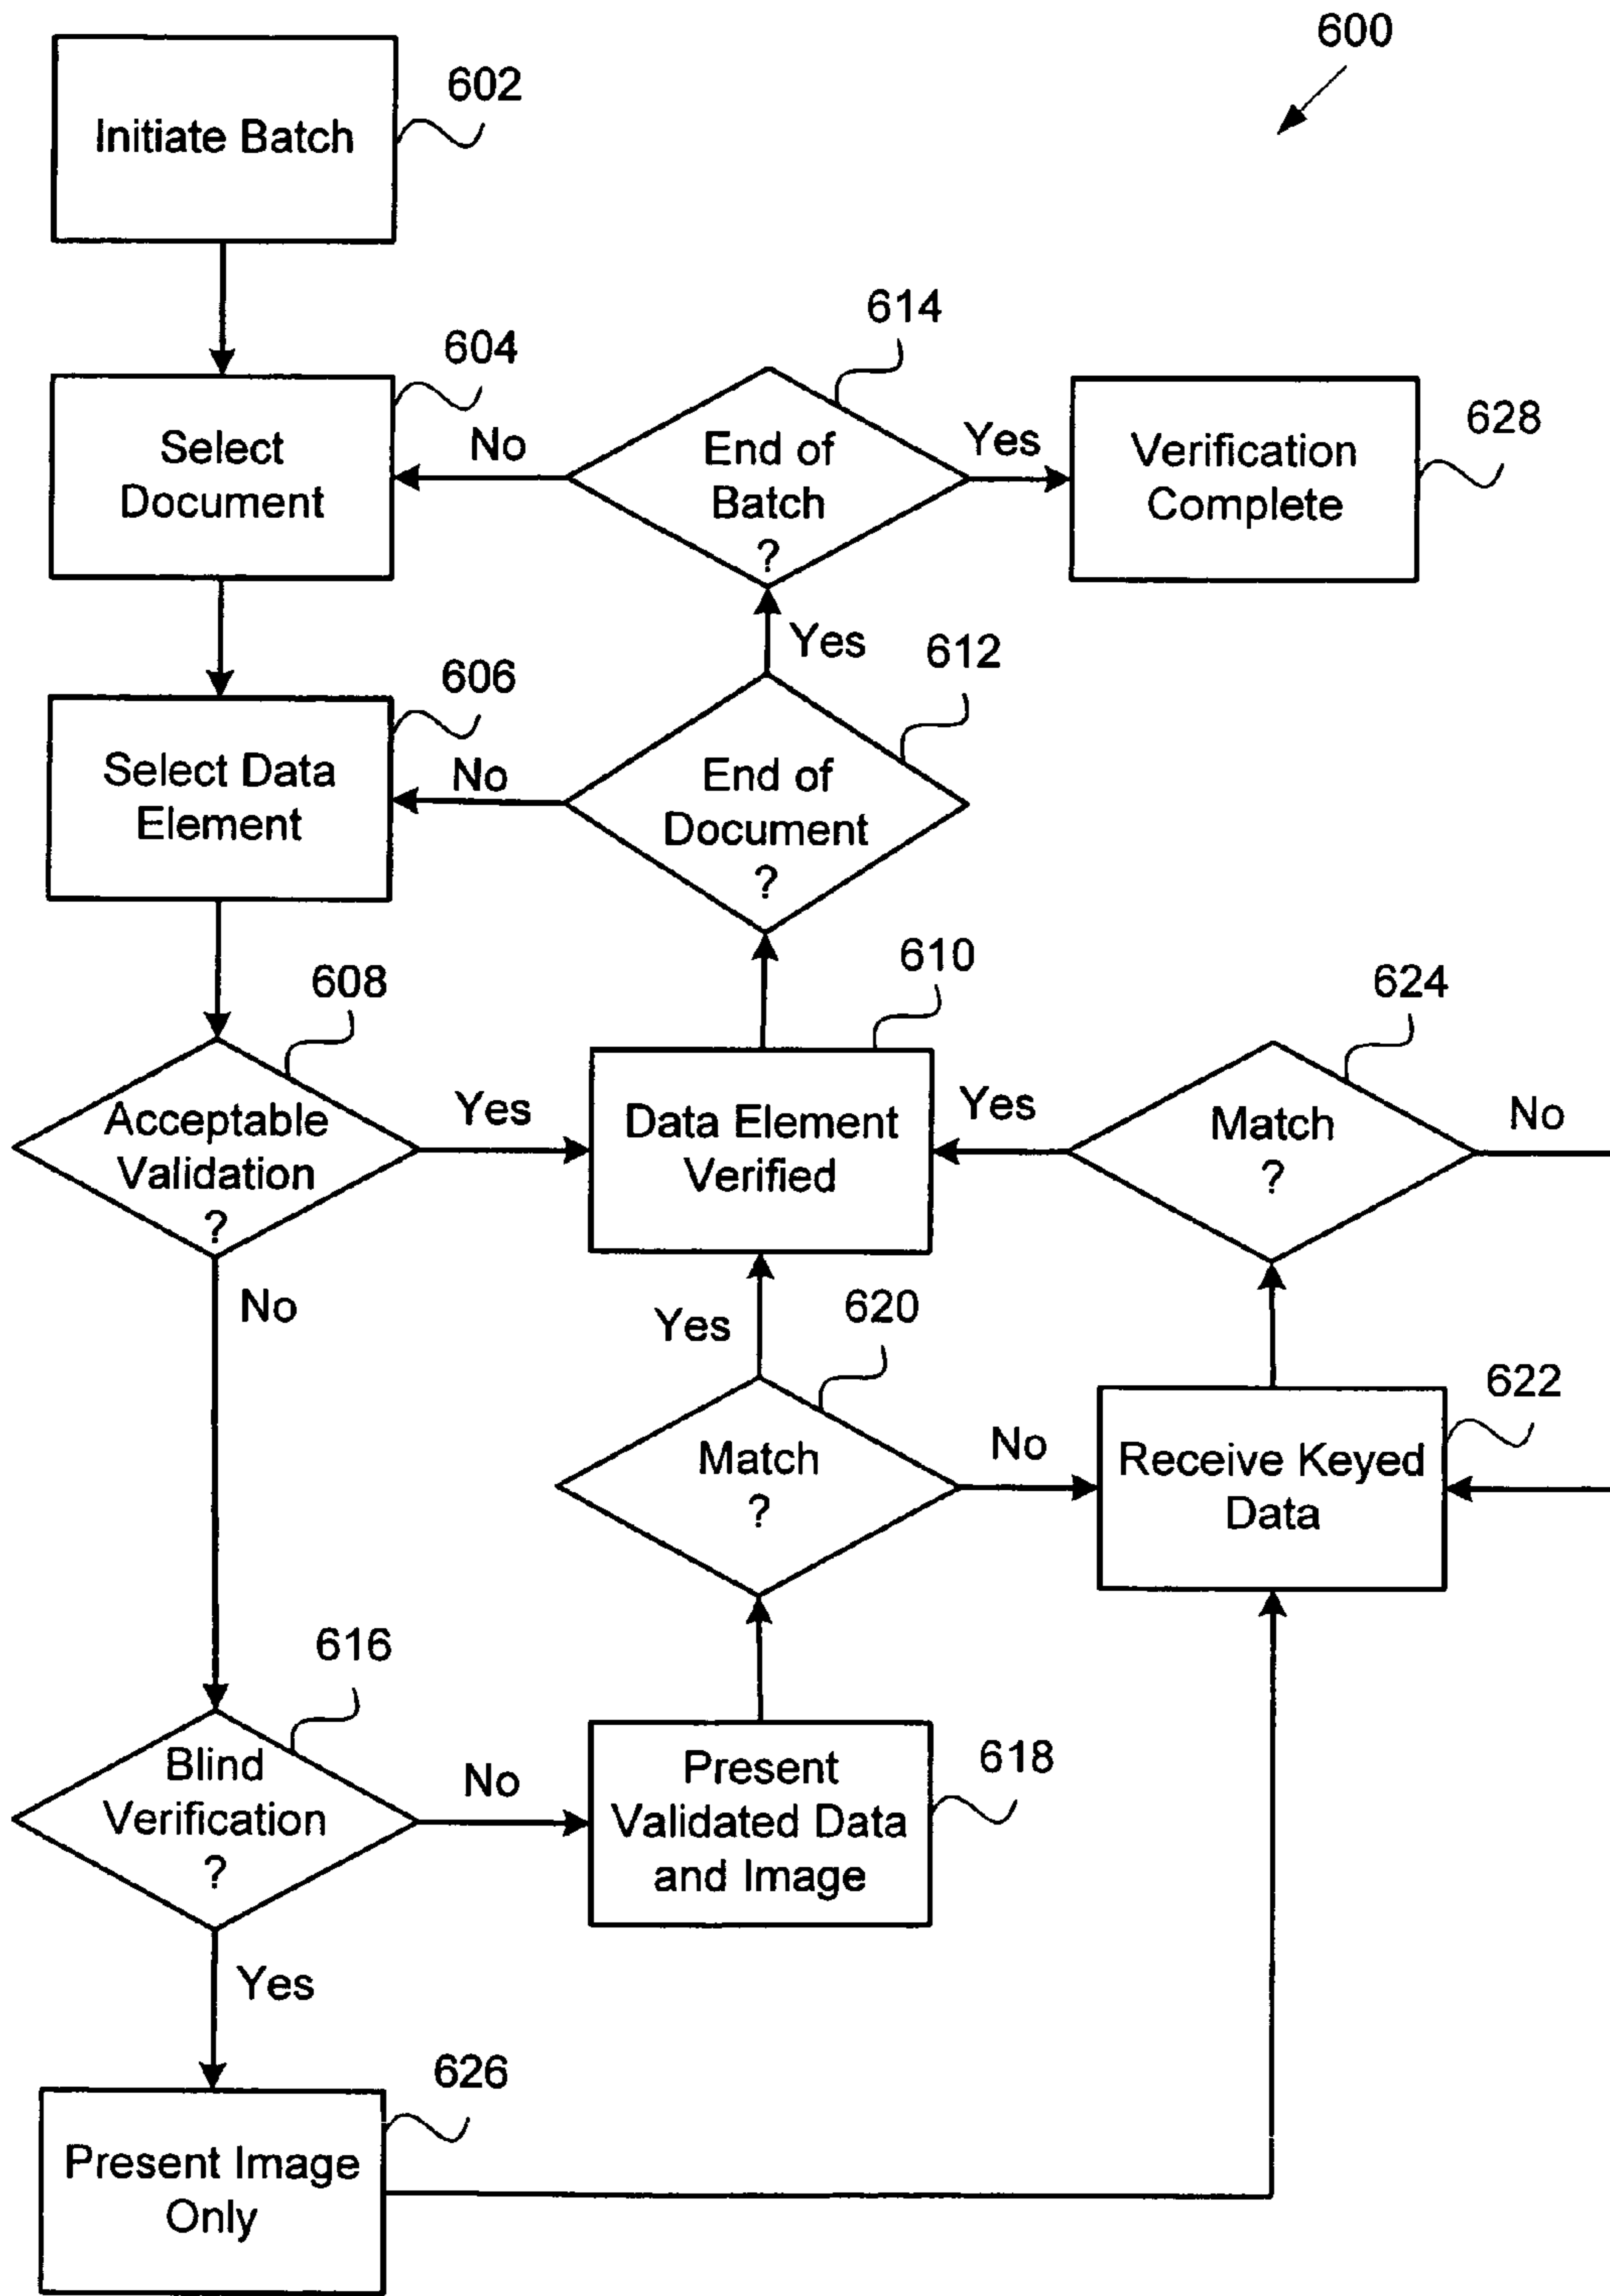 600
602
Initiate Batch
614
604
628
Select
Document
No
End of
Batch
?
Yes
Verification
Complete
Yes
612
606
Select Data
Element
No
End of
Document
?
610
624
608
Acceptable
Validation
?
Yes
Data Element
Verified
Yes
Match
?
No
No
620
Yes
622
Match
?
No
Receive Keyed
Data
616
Blind
Verification
?
No
Present
Validated Data
and Image
618
Yes
626
Present Image
Only